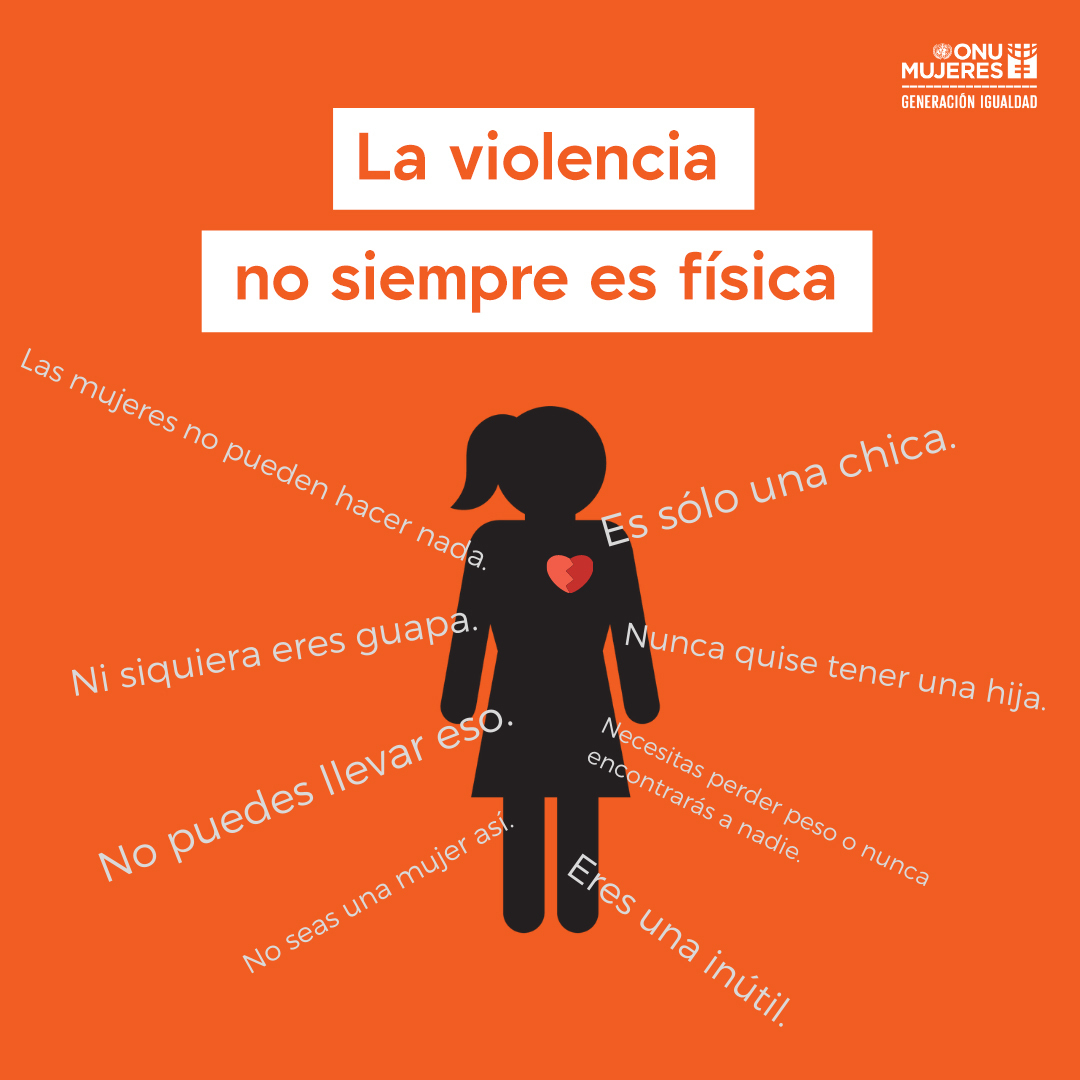 ONU
MUJERES
GENERACIÓN IGUALDAD
La violencia
no siempre es física
Las mujeres no pueden hacer nada.
Es sólo una chica.
Ni siquiera eres guapa.
Nunca quise tener una hija.
No puedes llevar eso.
Necesitas perder peso o nunca
encontrarás a nadie.
No seas una mujer así.
Eres una inútil.